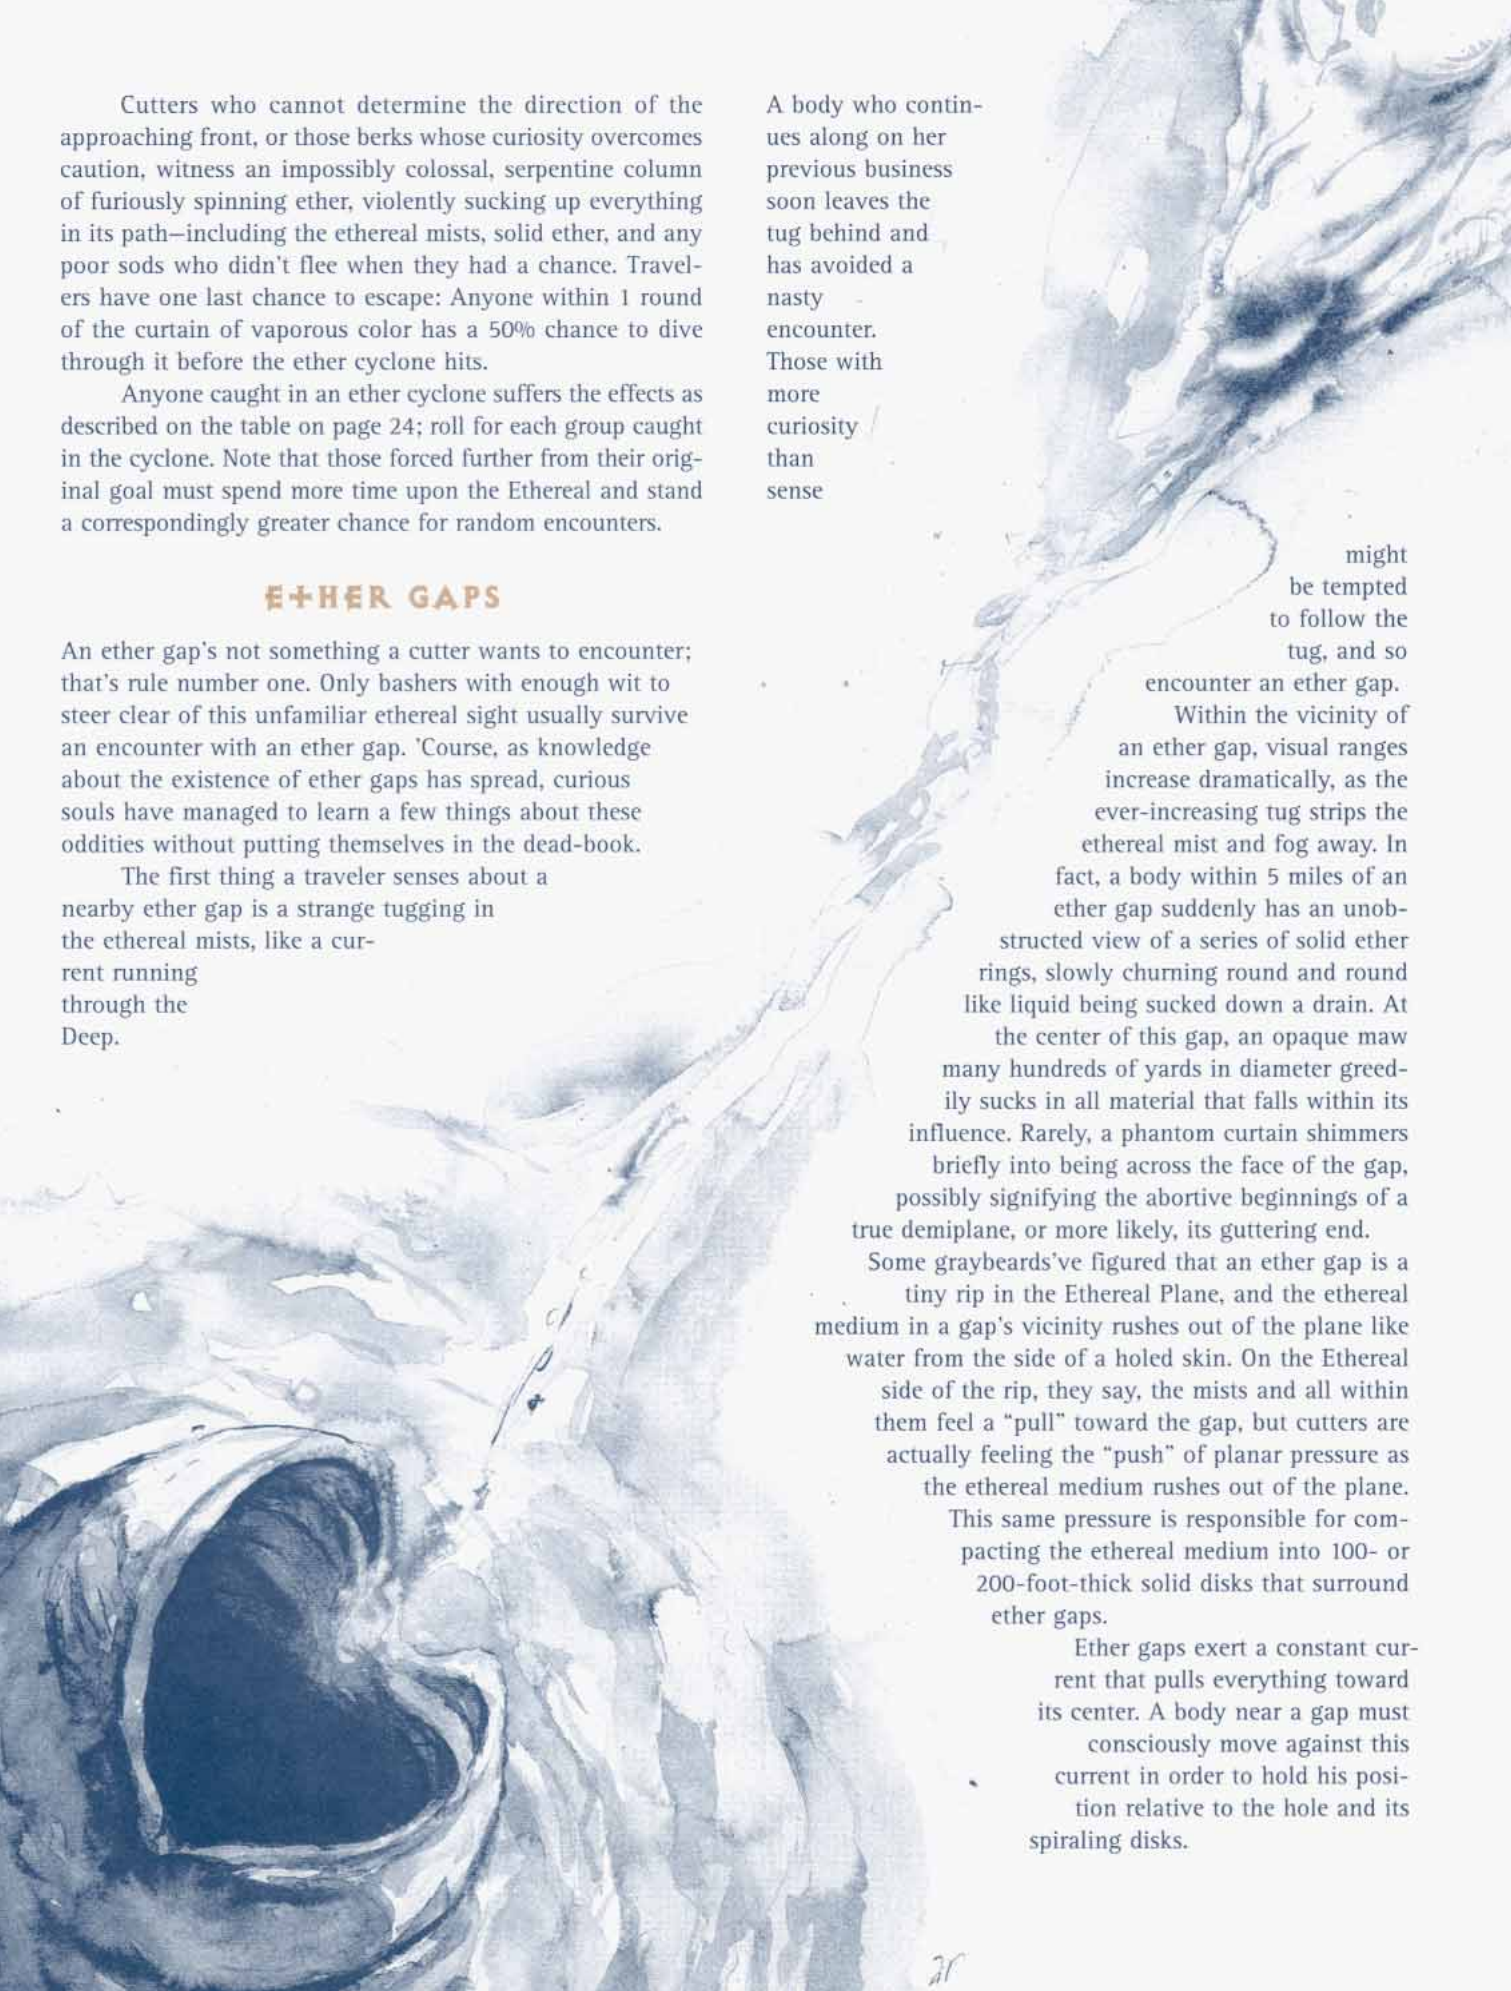 Cutters who cannot determine the direction of the
approaching front, or those berks whose curiosity overcomes
caution, witness an impossibly colossal, serpentine column
of furiously spinning ether, violently sucking up everything
in its path—including the ethereal mists, solid ether, and any
poor sods who didn't flee when they had a chance. Travel-
ers have one last chance to escape: Anyone within 1 round
of the curtain of vaporous color has a 50% chance to dive
through it before the ether cyclone hits.
Anyone caught in an ether cyclone suffers the effects as
described on the table on page 24; roll for each group caught
in the cyclone. Note that those forced further from their orig-
inal goal must spend more time upon the Ethereal and stand
a correspondingly greater chance for random encounters.
ETHER GAPS
An ether gap's not something a cutter wants to encounter;
that's rule number one. Only bashers with enough wit to
steer clear of this unfamiliar ethereal sight usually survive
an encounter with an ether gap. 'Course, as knowledge
about the existence of ether gaps has spread, curious
souls have managed to learn a few things about these
oddities without putting themselves in the dead-book.
The first thing a traveler senses about a
nearby ether gap is a strange tugging in
the ethereal mists, like a cur-
rent running
through the
Deep.
A body who contin-
ues along on her
previous business
soon leaves the
tug behind and
has avoided a
nasty
encounter.
Those with
more
curiosity
than
sense
might
be tempted
to follow the
tug, and so
encounter an ether gap.
Within the vicinity of
an ether gap, visual ranges
increase dramatically, as the
ever-increasing tug strips the
ethereal mist and fog away. In
fact, a body within 5 miles of an
ether gap suddenly has an unob-
structed view of a series of solid ether
rings, slowly churning round and round
like liquid being sucked down a drain. At
the center of this gap, an opaque maw
many hundreds of yards in diameter greed-
ily sucks in all material that falls within its
influence. Rarely, a phantom curtain shimmers
briefly into being across the face of the gap,
possibly signifying the abortive beginnings of a
true demiplane, or more likely, its guttering end.
Some graybeards've figured that an ether gap is a
tiny rip in the Ethereal Plane, and the ethereal
medium in a gap's vicinity rushes out of the plane like
water from the side of a holed skin. On the Ethereal
side of the rip, they say, the mists and all within
them feel a "pull" toward the gap, but cutters are
actually feeling the "push" of planar pressure as
the ethereal medium rushes out of the plane.
This same pressure is responsible for com-
pacting the ethereal medium into 100- or
200-foot-thick solid disks that surround
ether gaps.
Ether gaps exert a constant cur-
rent that pulls everything toward
its center. A body near a gap must
consciously move against this
current in order to hold his posi-
tion relative to the hole and its
spiraling disks.